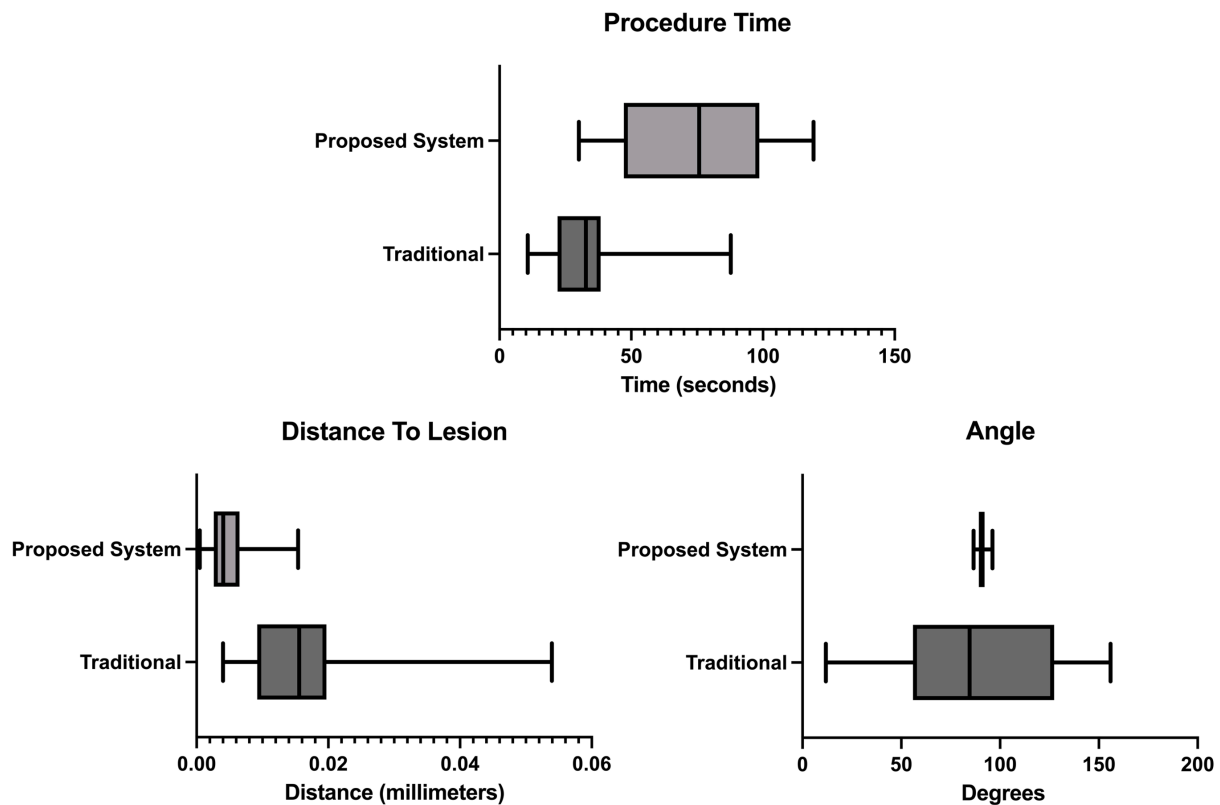 Procedure Time
Proposed System
Traditional
0 50 100 150
Time (seconds)
Distance To Lesion
Proposed System
Traditional
0.00 0.02 0.04 0.06
Distance (millimeters)
Angle
Proposed System
Traditional
0 50 100 150 200
Degrees